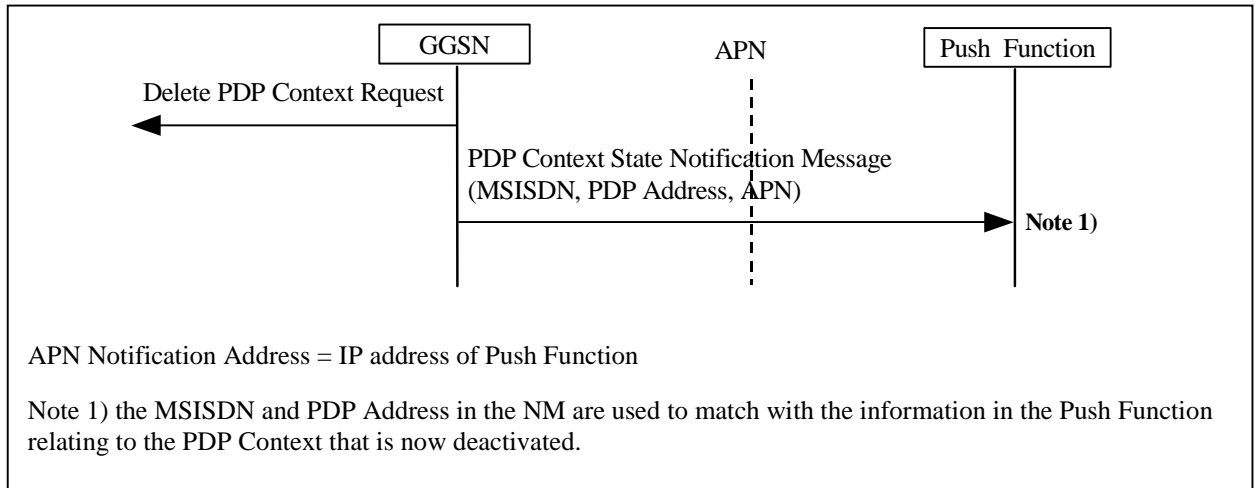 GGSN
APN
Push Function
Delete PDP Context Request
PDP Context State Notification Message
(MSISDN, PDP Address, APN)
Note 1)
APN Notification Address = IP address of Push Function
Note 1) the MSISDN and PDP Address in the NM are used to match with the information in the Push Function
relating to the PDP Context that is now deactivated.